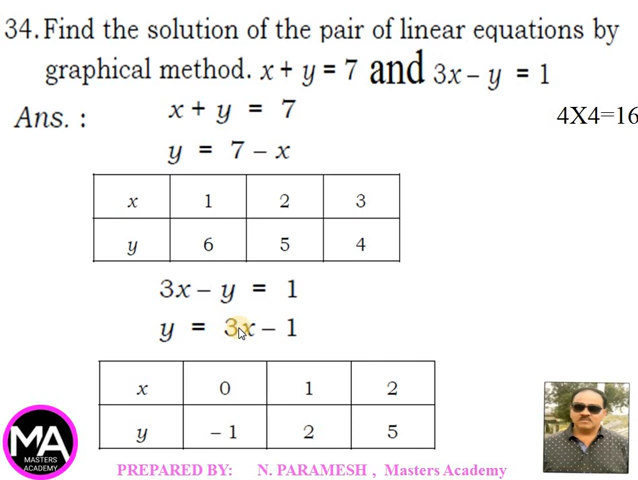 34. Find the solution of the pair of linear equations by
graphical method. x + y = 7 and 3x – y = 1
Ans. :
x + y = 7
4X4=16
y = 7 – x
x 1 2 3
y 6 5 4
3x – y = 1
y = 3x – 1
x 0 1 2
y – 1 2 5
MA
MASTERS
ACADEMY
PREPARED BY: N. PARAMESH , Masters Academy